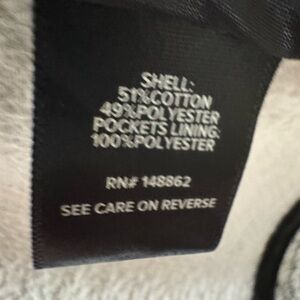 SHELL:
51%COTTON
49%POLYESTER
POCKETS LINING:
100%POLYESTER
RN# 148862
SEE CARE ON REVERSE